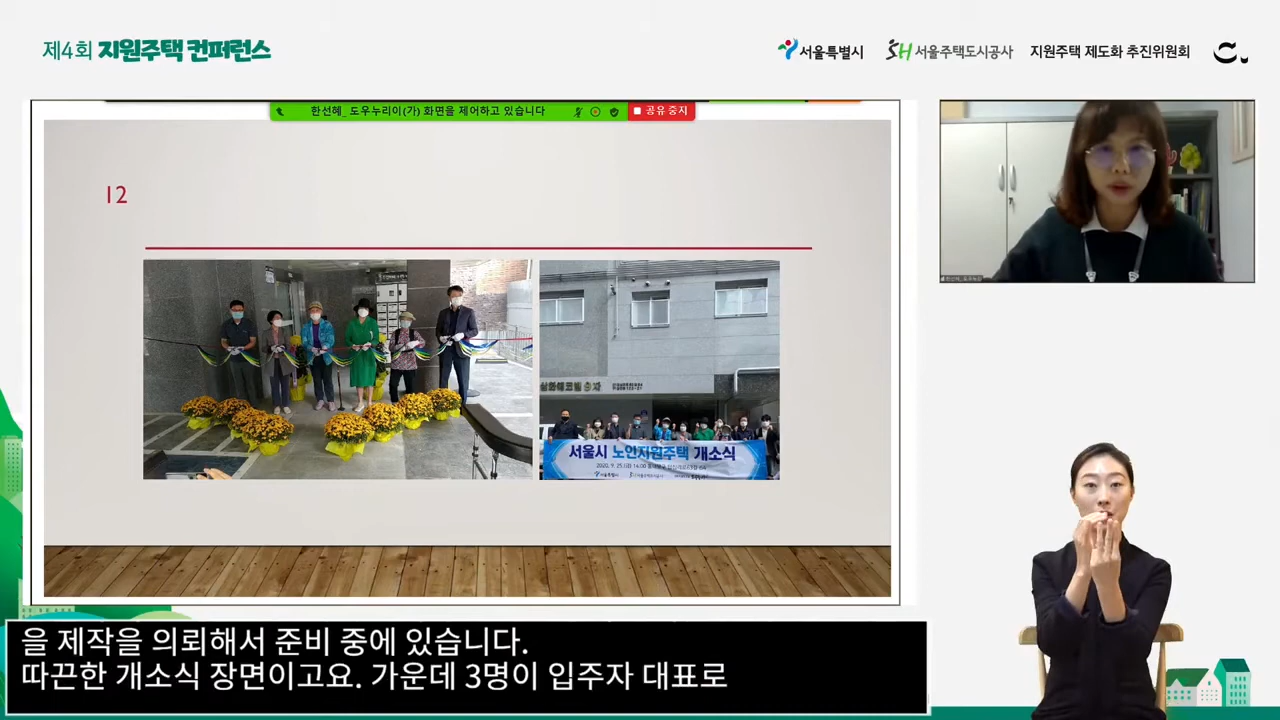 제4회 지원주택 컨퍼런스
서울특별시
SH 서울주택도시공사
지원주택 제도화 추진위원회
한선혜_ 도우누리이(가) 화면을 제어하고 있습니다
공유 중지
12
서울시 노인지원주택 개소식
을 제작을 의뢰해서 준비 중에 있습니다.
따끈한 개소식 장면이고요. 가운데 3명이 입주자 대표로